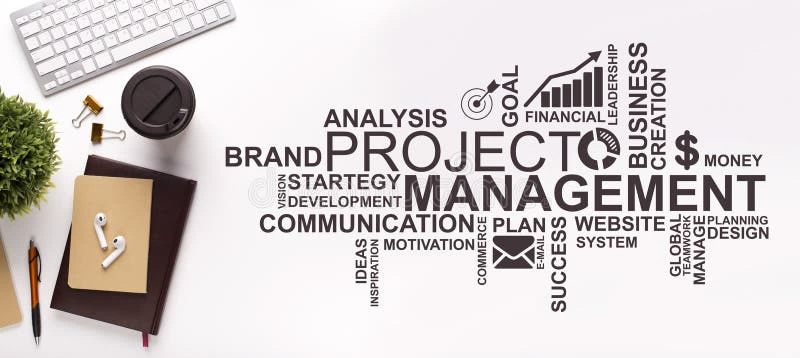 GOAL
FINANCIAL
LEADERSHIP
BUSINESS
CREATION
ANALYSIS
BRAND
PROJECT
$
MONEY
VISION
STARTEGY
DEVELOPMENT
MANAGEMENT
COMMUNICATION
PLAN
WEBSITE
SYSTEM
IDEAS
INSPIRATION
MOTIVATION
COMMERCE
E-MAIL
SUCCESS
GLOBAL
TEAMWORK
MANAGE
PLANNING
DESIGN